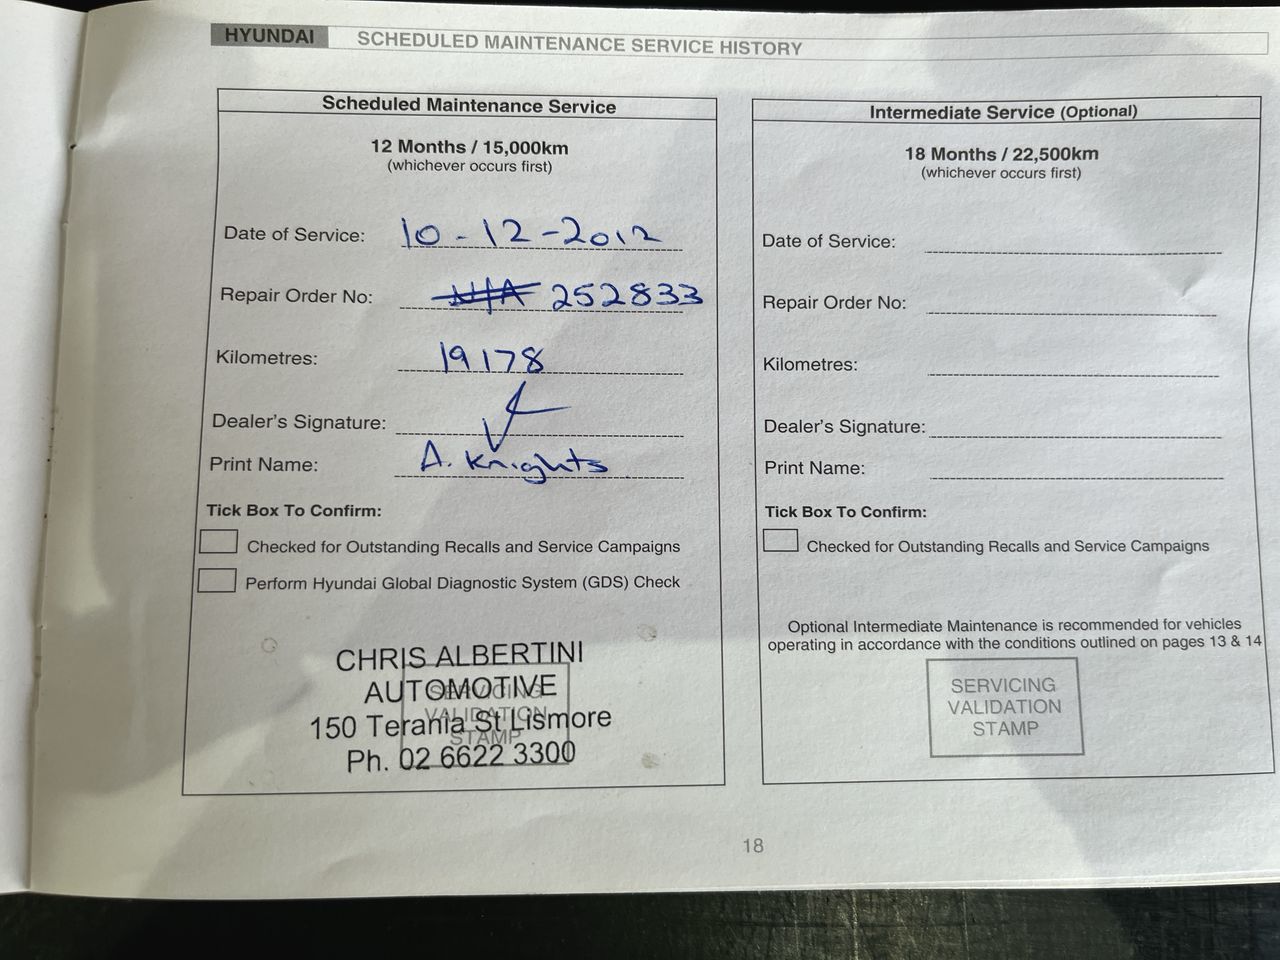 HYUNDAI SCHEDULED MAINTENANCE SERVICE HISTORY
Scheduled Maintenance Service
12 Months / 15,000km
(whichever occurs first)
Date of Service: 10-12-2012
Repair Order No: N/A 252833
Kilometres: 19178
Dealer's Signature:
Print Name: A. Knights
Tick Box To Confirm:
Checked for Outstanding Recalls and Service Campaigns
Perform Hyundai Global Diagnostic System (GDS) Check
CHRIS ALBERTINI
AUTOMOTIVE
150 Terania St Lismore
Ph. 02 6622 3300
SERVICING
VALIDATION
STAMP
Intermediate Service (Optional)
18 Months / 22,500km
(whichever occurs first)
Date of Service:
Repair Order No:
Kilometres:
Dealer's Signature:
Print Name:
Tick Box To Confirm:
Checked for Outstanding Recalls and Service Campaigns
Optional Intermediate Maintenance is recommended for vehicles
operating in accordance with the conditions outlined on pages 13 & 14
SERVICING
VALIDATION
STAMP
18